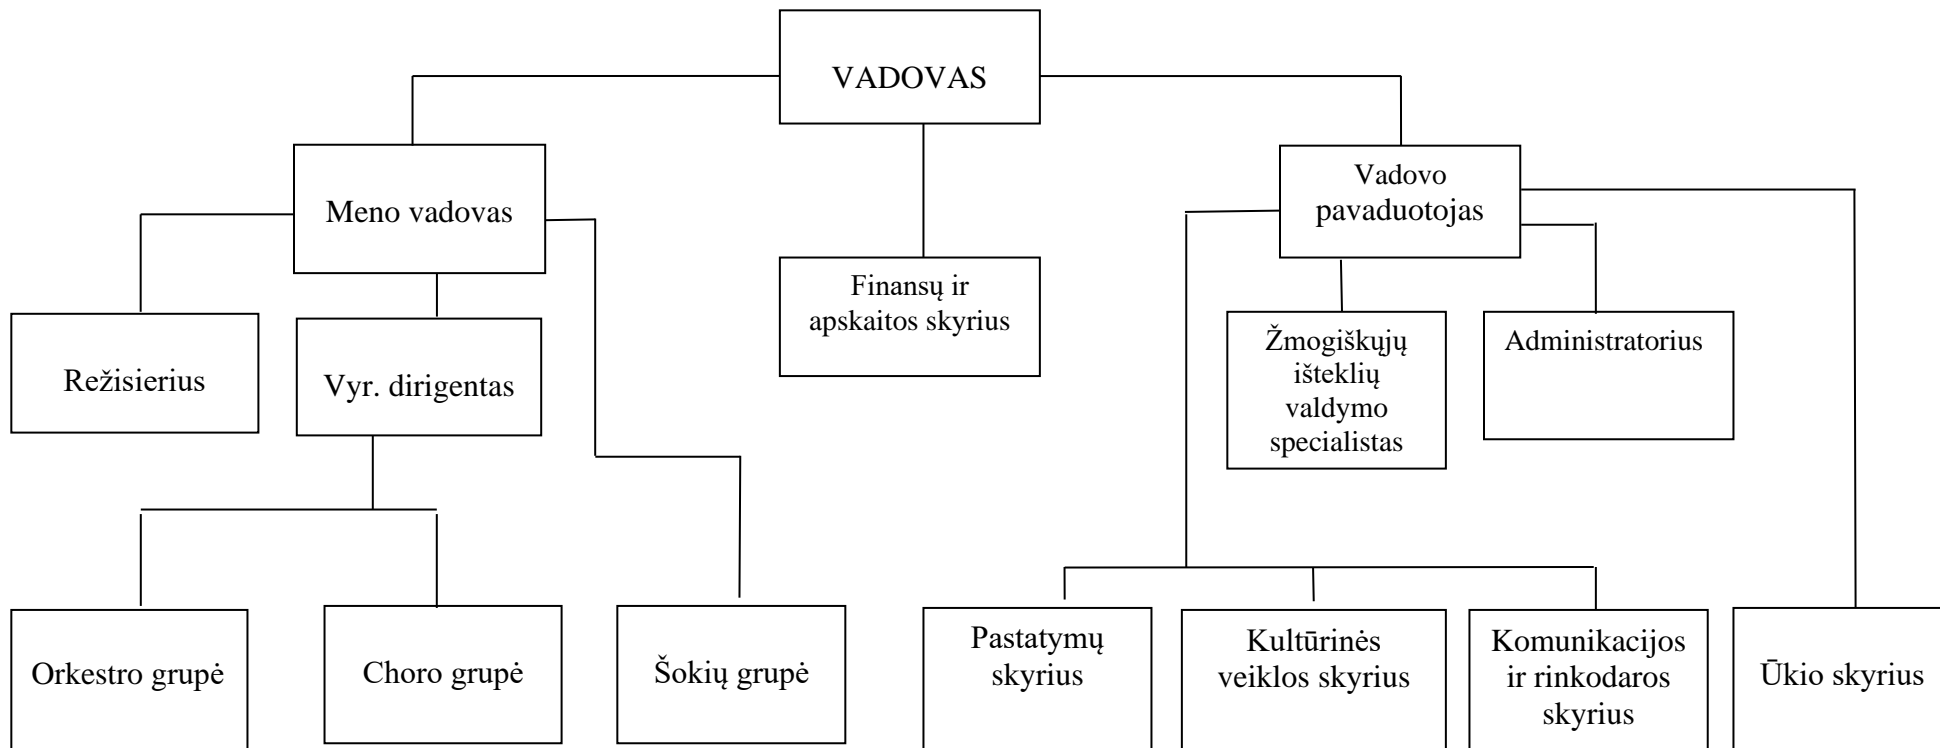 VADOVAS
Meno vadovas
Vadovo
pavaduotojas
Finansų ir
apskaitos skyrius
Režisierius
Vyr. dirigentas
Žmogiškųjų
išteklių
valdymo
specialistas
Administratorius
Orkestro grupė
Choro grupė
Šokių grupė
Pastatymų
skyrius
Kultūrinės
veiklos skyrius
Komunikacijos
ir rinkodaros
skyrius
Ūkio skyrius